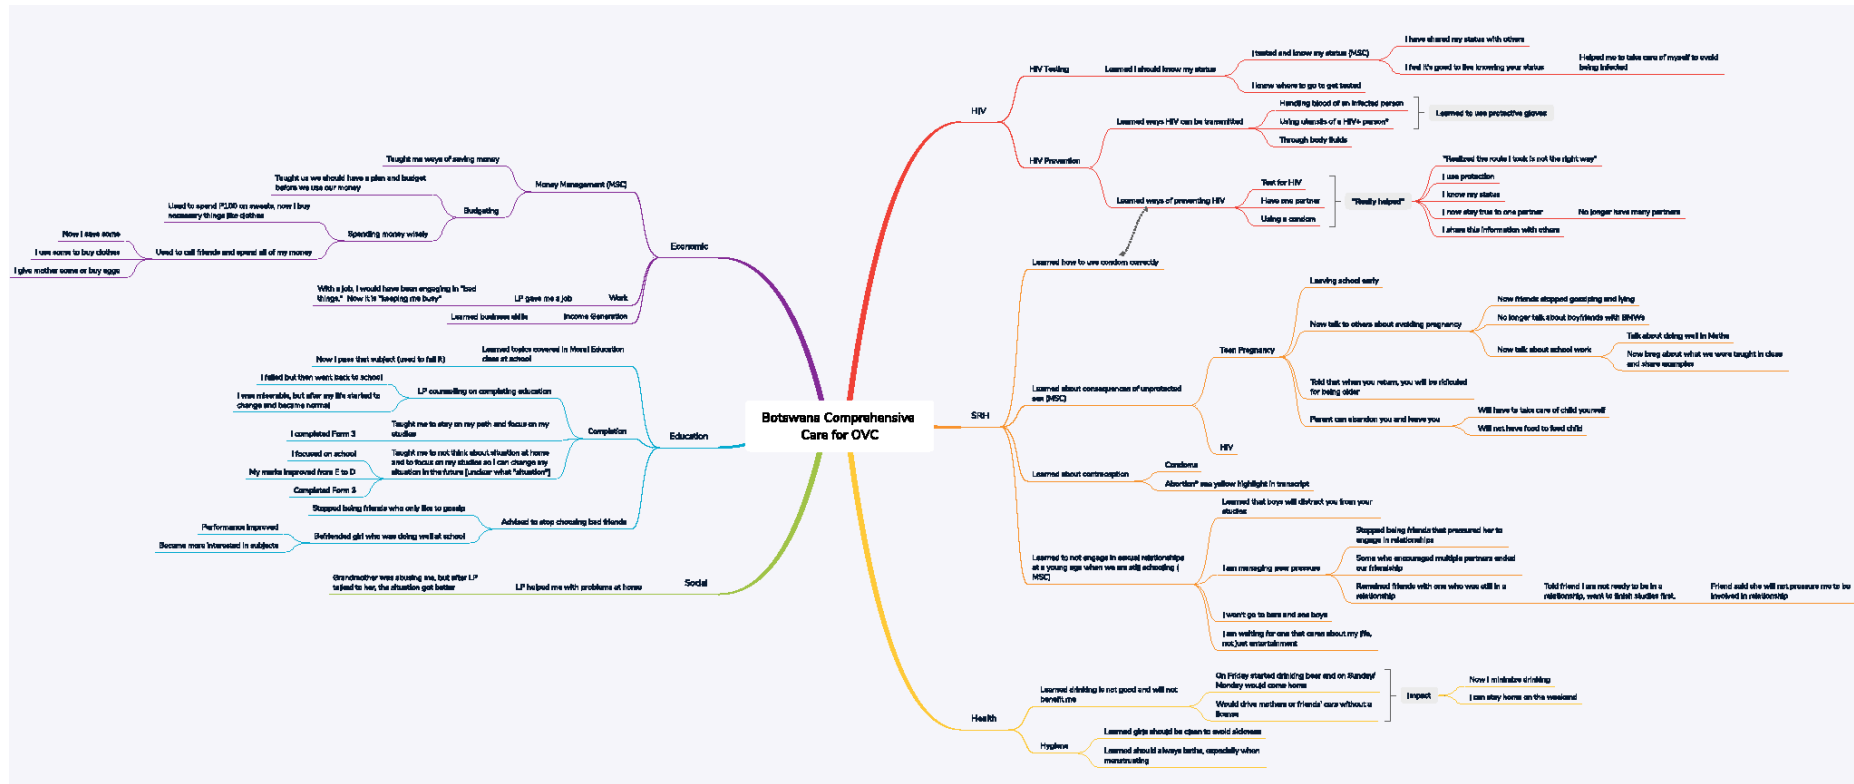 Botswana Comprehensive
Care for OVC
HIV
HIV Testing
Learned I should know my status
I tested and know my status (MSC)
I have shared my status with others
I feel it's good to live knowing your status
Helped me to take care of myself to avoid
being infected
I know where to go to get tested
HIV Prevention
Learned ways HIV can be transmitted
Handling blood of an infected person
Using utensils of a HIV+ person*
Through body fluids
Learned to use protective gloves
Learned ways of preventing HIV
Test for HIV
Have one partner
Using a condom
"Really helped"
"Realized the route I took is not the right way"
I use protection
I know my status
I now stay true to one partner
No longer have many partners
I share this information with others
SRH
Learned how to use condom correctly
Learned about consequences of unprotected
sex (MSC)
Teen Pregnancy
Leaving school early
Now talk to others about avoiding pregnancy
Now friends stopped gossiping and lying
No longer talk about boyfriends with BMWs
Now talk about school work
Talk about doing well in Maths
Now brag about what we were taught in class
and share examples
Told that when you return, you will be ridiculed
for being older
Parent can abandon you and leave you
Will have to take care of child yourself
Will not have food to feed child
HIV
Learned about contraception
Condoms
Abortion* see yellow highlight in transcript
Learned to not engage in sexual relationships
at a young age when we are still schooling (
MSC)
Learned that boys will distract you from your
studies
I am managing peer pressure
Stopped being friends that pressured her to
engage in relationships
Some who encouraged multiple partners ended
our friendship
Remained friends with one who was still in a
relationship
Told friend I am not ready to be in a
relationship, want to finish studies first.
Friend said she will not pressure me to be
involved in relationship
I won't go to bars and see boys
I am waiting for one that cares about my life,
not just entertainment
Health
Learned drinking is not good and will not
benefit me
On Friday started drinking beer and on Sunday/
Monday would come home
Would drive mothers or friends' cars without a
license
Impact
Now I minimize drinking
I can stay home on the weekend
Hygiene
Learned girls should be clean to avoid sickness
Learned should always bathe, especially when
menstruating
Economic
Money Management (MSC)
Taught me ways of saving money
Budgeting
Taught us we should have a plan and budget
before we use our money
Spending money wisely
Used to spend P100 on sweets, now I buy
necessary things like clothes
Used to call friends and spend all of my money
Now I save some
I use some to buy clothes
I give mother some or buy eggs
Work
LP gave me a job
With a job, I would have been engaging in "bad
things." Now it is "keeping me busy"
Income Generation
Learned business skills
Education
Learned topics covered in Moral Education
class at school
Now I pass that subject (used to fail it)
Completion
LP counselling on completing education
I failed but then went back to school
I was miserable, but after my life started to
change and became normal
Taught me to stay on my path and focus on my
studies
I completed Form 3
Taught me to not think about situation at home
and to focus on my studies so I can change my
situation in the future [unclear what "situation"]
I focused on school
My marks improved from E to D
Completed Form 3
Advised to stop choosing bad friends
Stopped being friends who only like to gossip
Befriended girl who was doing well at school
Performance improved
Became more interested in subjects
Social
LP helped me with problems at home
Grandmother was abusing me, but after LP
talked to her, the situation got better